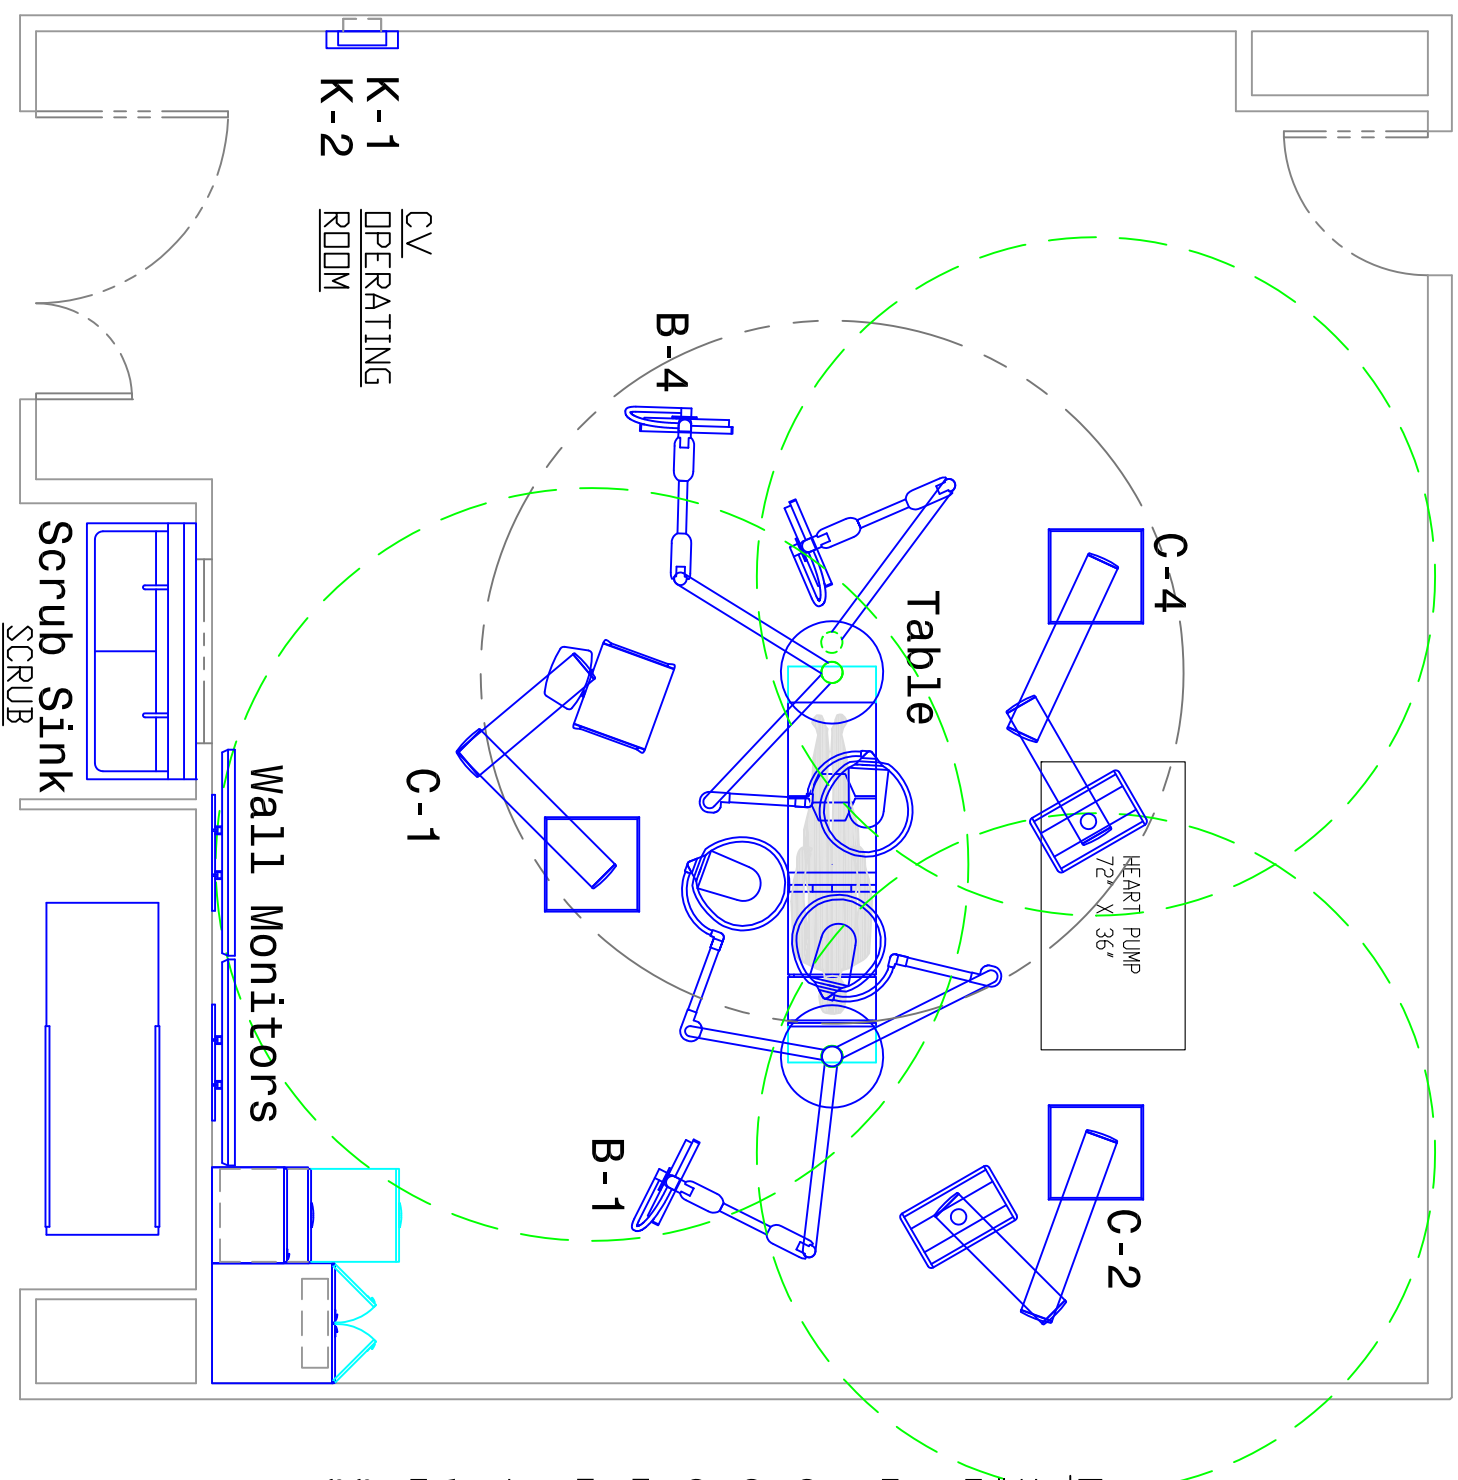 K-1
K-2
CV
OPERATING
ROOM
B-4
C-4
Table
Scrub Sink
SCRUB
C-1
Wall Monitors
HEART PUMP
72" X 36"
B-1
C-2